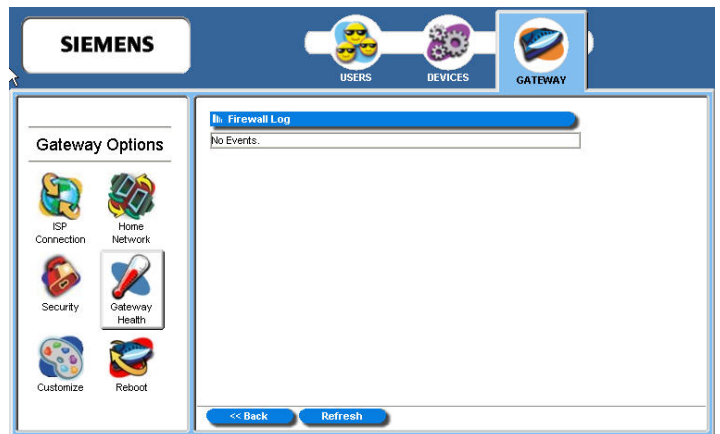 SIEMENS
USERS
DEVICES
GATEWAY
Gateway Options
ISP
Connection
Home
Network
Security
Gateway
Health
Customize
Reboot
Firewall Log
No Events.
<< Back
Refresh